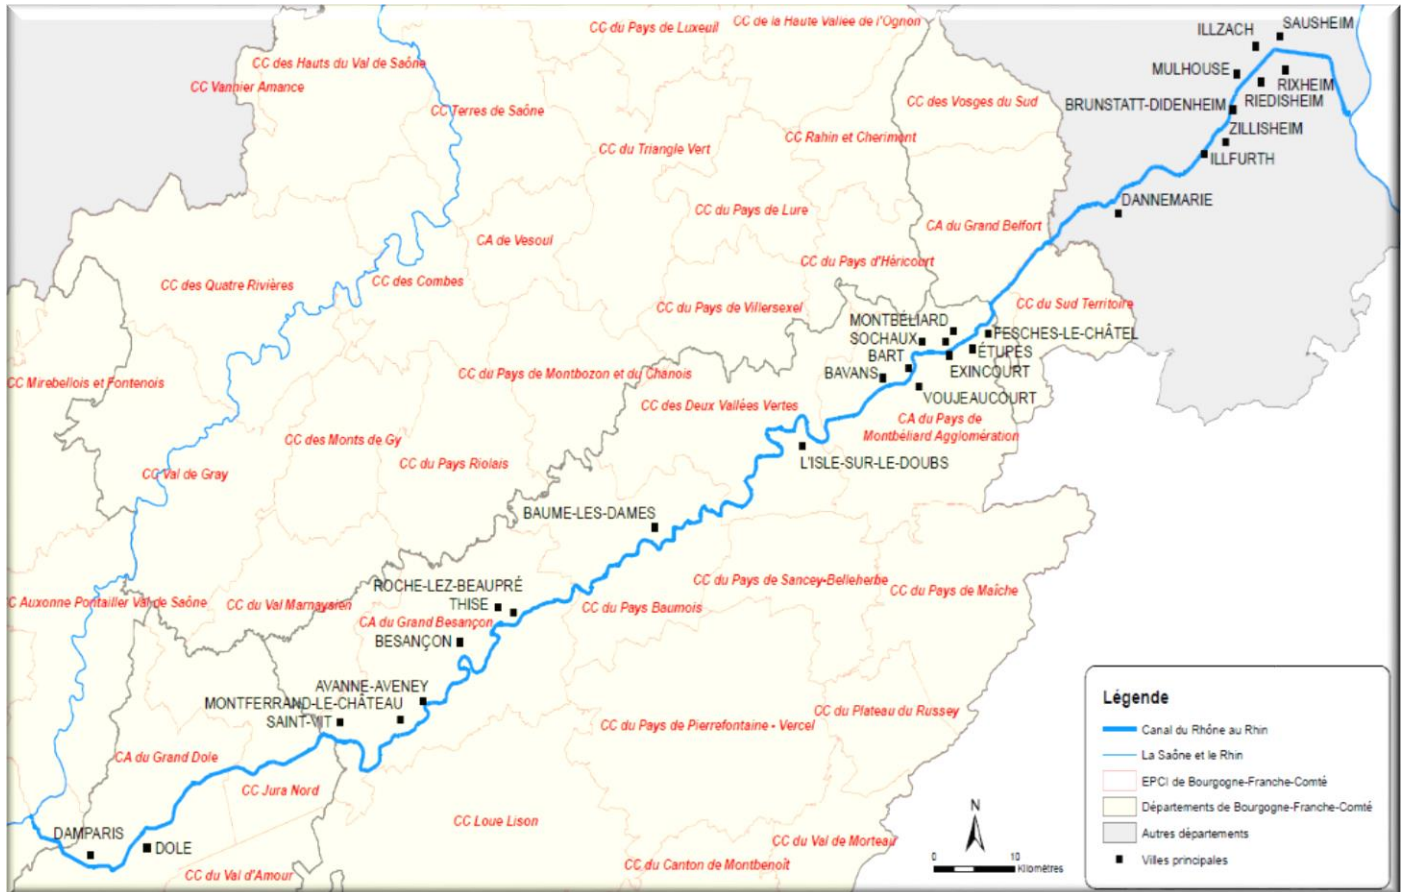 CC du Pays de Luxeuil
CC de la Haute Vallée de l'Ognon
SAUSHEIM
ILLZACH
CC des Hauts du Val de Saône
CC Vannier Amance
MULHOUSE
RIXHEIM
CC Terres de Saône
CC des Vosges du Sud
BRUNSTATT-DIDENHEIM
RIEDISHEIM
ZILLISHEIM
CC Rahin et Cherimont
CC du Triangle Vert
ILLFURTH
DANNEMARIE
CC du Pays de Lure
CA du Grand Belfort
CA de Vesoul
CC du Pays d'Héricourt
CC des Quatre Rivières
CC des Combes
CC du Sud Territoire
CC du Pays de Villersexel
MONTBÉLIARD
FESCHES-LE-CHÂTEL
SOCHAUX
ÉTUPES
BART
EXINCOURT
BAVANS
CC Mirebellois et Fontenois
CC du Pays de Montbozon et du Chanois
VOUJEAUCOURT
CC des Deux Vallées Vertes
CA du Pays de
Montbéliard Agglomération
CC des Monts de Gy
CC du Pays Riolais
L'ISLE-SUR-LE-DOUBS
CC Val de Gray
BAUME-LES-DAMES
CC du Pays de Sancey-Belleherbe
CC du Pays de Maîche
ROCHE-LEZ-BEAUPRÉ
C Auxonne Pontailler Val de Saône
CC du Val Marnaysien
THISE
CC du Pays Baumois
CA du Grand Besançon
BESANÇON
AVANNE-AVENEY
MONTFERRAND-LE-CHÂTEAU
SAINT-VIT
CC du Plateau du Russey
CC du Pays de Pierrefontaine - Vercel
CA du Grand Dole
CC Jura Nord
CC Loue Lison
DAMPARIS
DOLE
CC du Val d'Amour
CC du Val de Morteau
CC du Canton de Montbenoît
N
0 10
Kilomètres
Légende
Canal du Rhône au Rhin
La Saône et le Rhin
EPCI de Bourgogne-Franche-Comté
Départements de Bourgogne-Franche-Comté
Autres départements
Villes principales